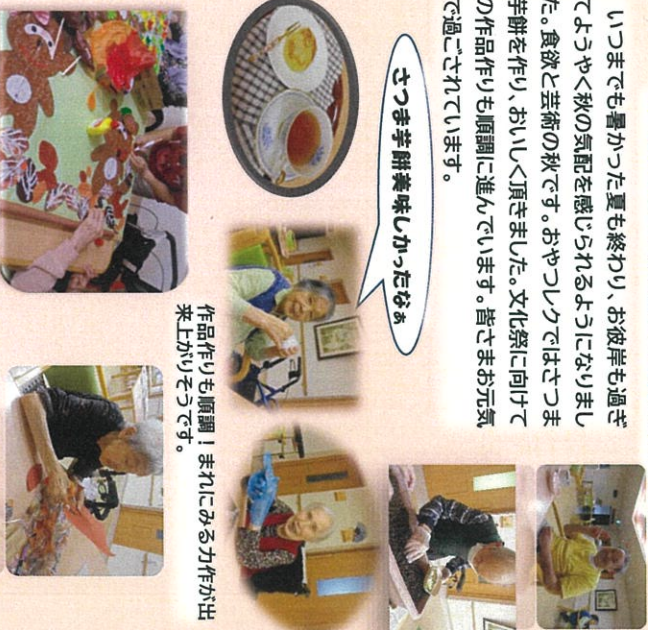 いつまでも暑かった夏も終わり、お彼岸も過ぎ
てようやく秋の気配を感じられるようになりまし
た。食欲と芸術の秋です。おやつレクではさつま
芋餅を作り、おいしく頂きました。文化祭に向けて
の作品作りも順調に進んでいます。皆さまお元気
で過ごされています。
さつま芋餅美味しかったなぁ
作品作りも順調！まれにみる力作が出
来上がりそうです。